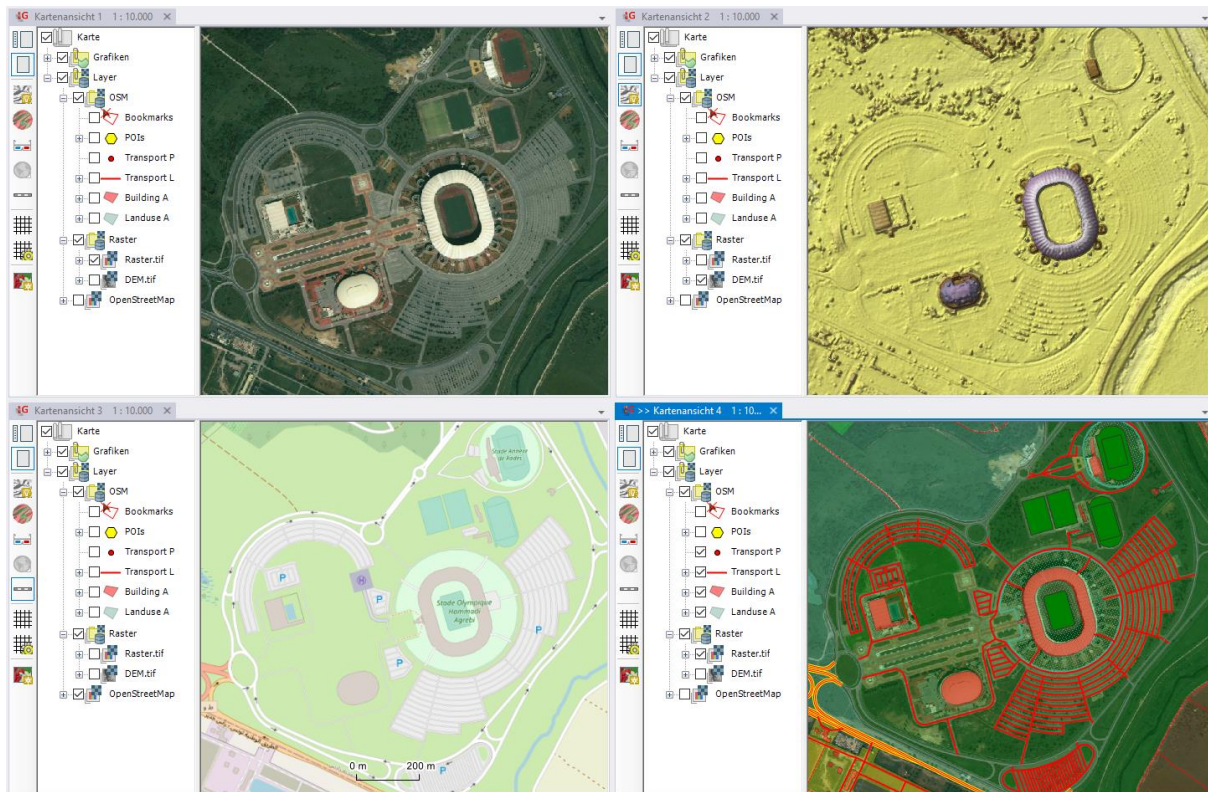 Kartenansicht 1 1 : 10.000
Karte
Grafiken
Layer
OSM
Bookmarks
POIs
Transport P
Transport L
Building A
Landuse A
Raster
Raster.tif
DEM.tif
OpenStreetMap
Kartenansicht 2 1 : 10.000
Karte
Grafiken
Layer
OSM
Bookmarks
POIs
Transport P
Transport L
Building A
Landuse A
Raster
Raster.tif
DEM.tif
OpenStreetMap
Kartenansicht 3 1 : 10.000
Karte
Grafiken
Layer
OSM
Bookmarks
POIs
Transport P
Transport L
Building A
Landuse A
Raster
Raster.tif
DEM.tif
OpenStreetMap
Stade Annexe
de Radès
P
H
P
Stade Olympique
Hammadi
Agrebi
P
P
P
0 m 200 m
>> Kartenansicht 4 1 : 10...
Karte
Grafiken
Layer
OSM
Bookmarks
POIs
Transport P
Transport L
Building A
Landuse A
Raster
Raster.tif
DEM.tif
OpenStreetMap